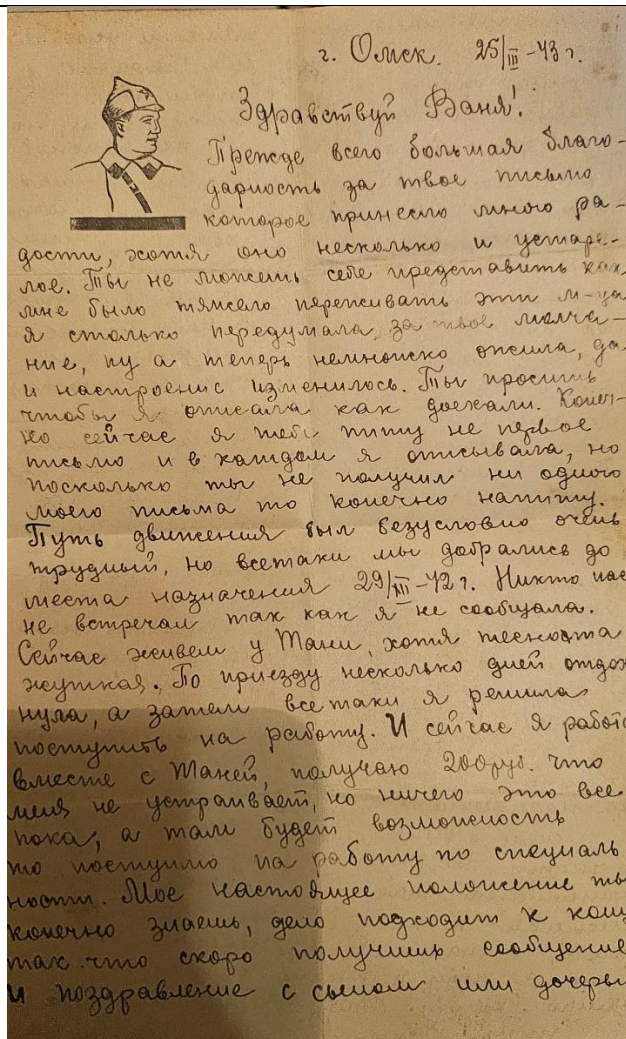 г. Омск. 25/III-43 г.
Здравствуй Ваня!
Прежде всего большая благо-
дарность за твое письмо
которое принесло много ра-
дости, хотя оно несколько и устаре-
лое. Ты не можешь себе представить как
мне было тяжело переживать эти м-ца
я столько передумала за твое молча-
ние, ну а теперь немножко ожила, да
и настроение изменилось. Ты просишь
чтобы я описала как доехали. Конеч-
но сейчас я тебе пишу не первое
письмо и в каждом я описывала, но
поскольку ты не получил ни одного
моего письма то конечно напишу.
Путь движения был безусловно очень
трудный, но всетаки мы добрались до
места назначения 29/XII-42 г. Никто нас
не встречал так как я не сообщала.
Сейчас живем у Тани, хотя теснота
жуткая. По приезду несколько дней отдох
нула, а затем всетаки я решила
поступить на работу. И сейчас я работа
вместе с Таней, получаю 200 руб. что
меня не устраивает, но ничего это все
пока, а там будет возможность
то поступлю на работу по специаль
ности. Мое настоящее положение ты
конечно знаешь, дело подходит к конц
так что скоро получишь сообщение
и поздравление с сыном или дочерью